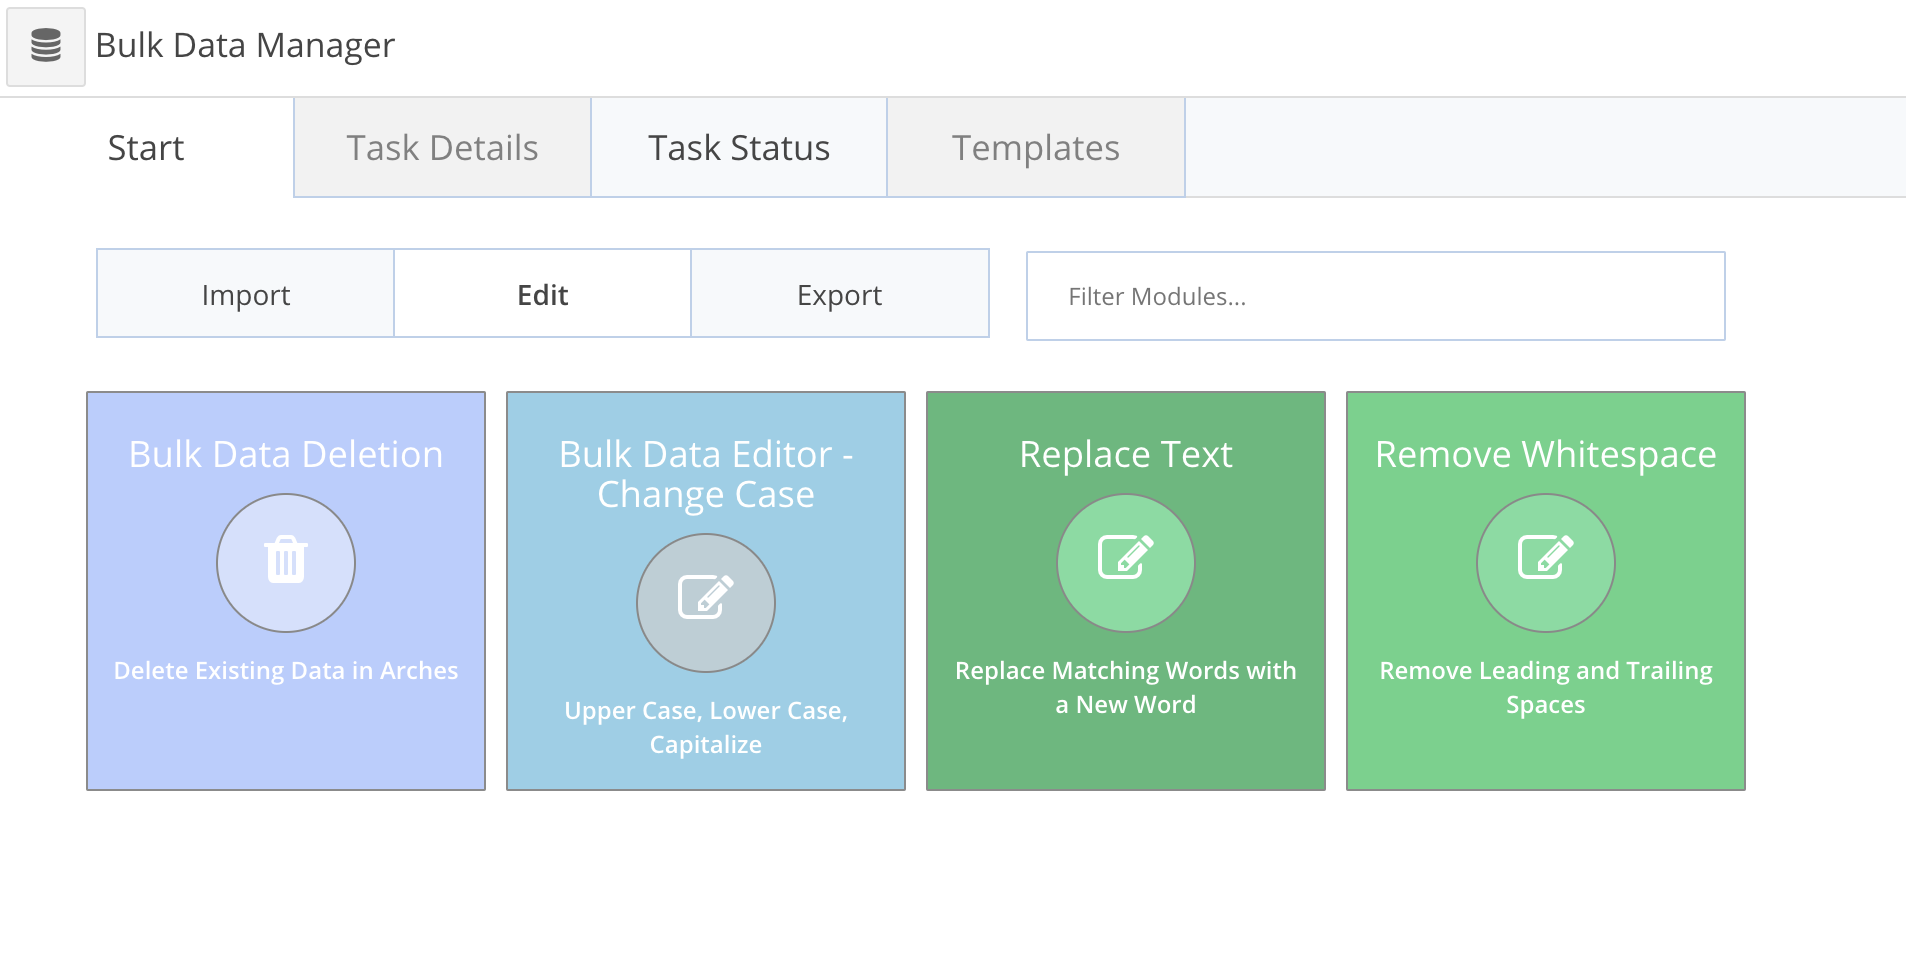 Bulk Data Manager
Start
Task Details
Task Status
Templates
Import
Edit
Export
Filter Modules...
Bulk Data Deletion
Delete Existing Data in Arches
Bulk Data Editor -
Change Case
Upper Case, Lower Case,
Capitalize
Replace Text
Replace Matching Words with
a New Word
Remove Whitespace
Remove Leading and Trailing
Spaces